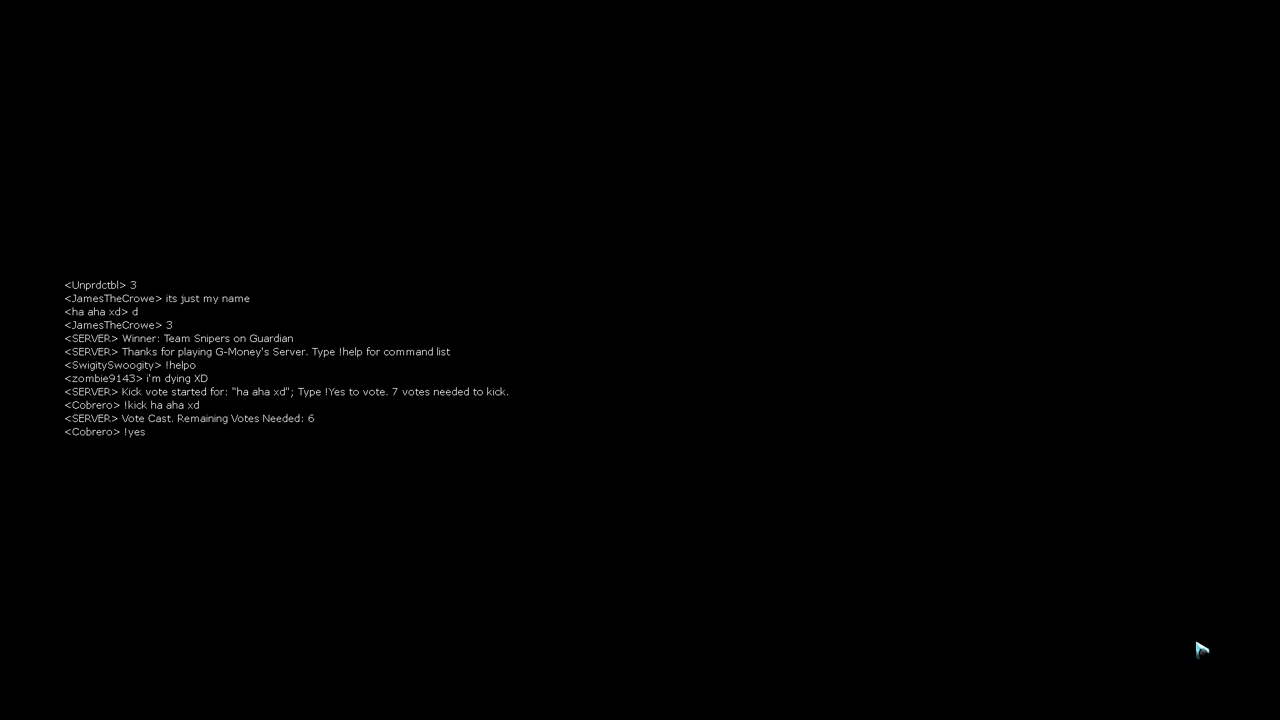 <Unprdctbl> 3
<JamesTheCrowe> its just my name
<ha aha xd> d
<JamesTheCrowe> 3
<SERVER> Winner: Team Snipers on Guardian
<SERVER> Thanks for playing G-Money's Server. Type !help for command list
<SwigitySwoogity> !helpo
<zombie9143> i'm dying XD
<SERVER> Kick vote started for: "ha aha xd"; Type !Yes to vote. 7 votes needed to kick.
<Cobrero> !kick ha aha xd
<SERVER> Vote Cast. Remaining Votes Needed: 6
<Cobrero> !yes